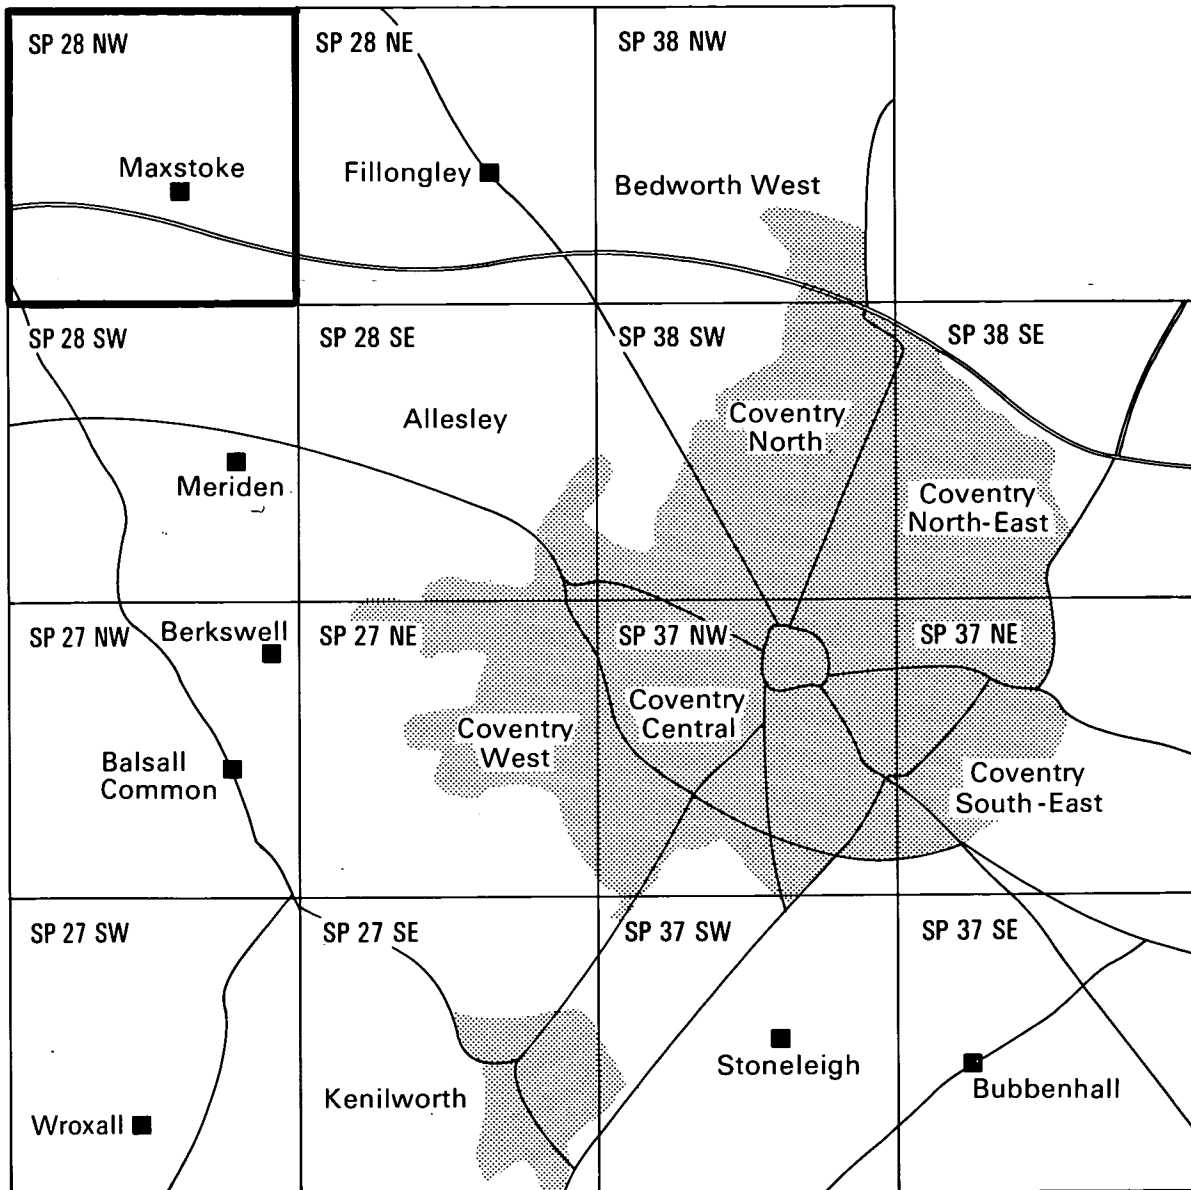 SP 28 NW
SP 28 NE
SP 38 NW
Maxstoke
Fillongley
Bedworth West
SP 28 SW
SP 28 SE
SP 38 SW
SP 38 SE
Allesley
Coventry
North
Meriden
Coventry
North-East
SP 27 NW
Berkswell
SP 27 NE
SP 37 NW
SP 37 NE
Coventry
West
Coventry
Central
Balsall
Common
Coventry
South-East
SP 27 SW
SP 27 SE
SP 37 SW
SP 37 SE
Stoneleigh
Bubbenhall
Kenilworth
Wroxall